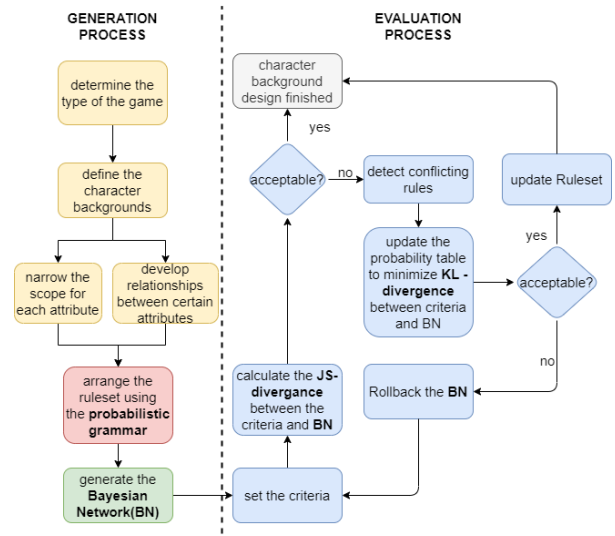 GENERATION
PROCESS
determine the
type of the game
define the
character
backgrounds
narrow the
scope for
each attribute
develop
relationships
between certain
attributes
arrange the
ruleset using
the probabilistic
grammar
generate the
Bayesian
Network(BN)
EVALUATION
PROCESS
character
background
design finished
yes
acceptable?
no
detect conflicting
rules
update the
probability table
to minimize KL -
divergence
between criteria
and BN
update Ruleset
yes
acceptable?
no
calculate the JS-
divergance
between the
criteria and BN
Rollback the BN
set the criteria